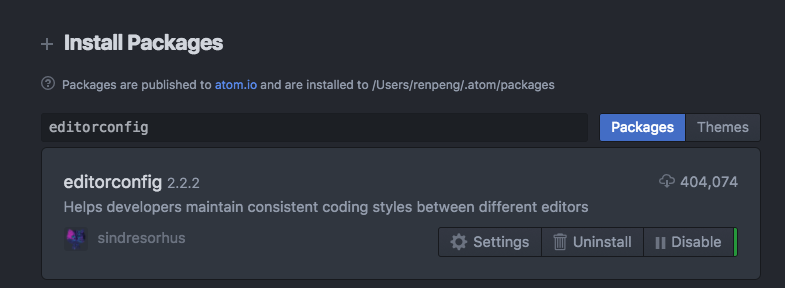 Install Packages
Packages are published to atom.io and are installed to /Users/renpeng/.atom/packages
editorconfig
Packages Themes
editorconfig 2.2.2 404,074
Helps developers maintain consistent coding styles between different editors
sindresorhus
Settings Uninstall Disable